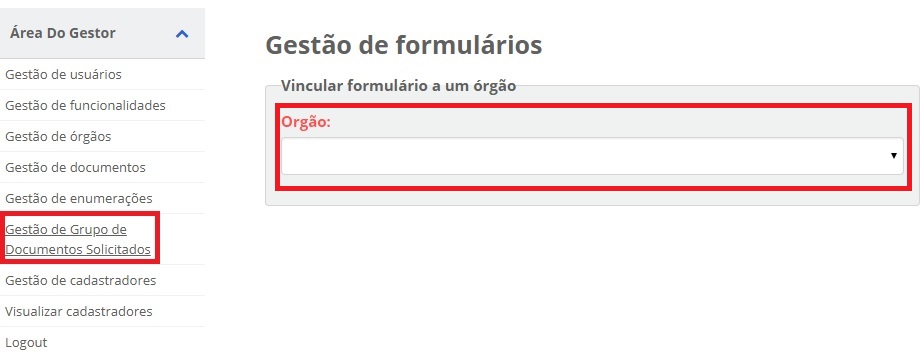 Área Do Gestor
Gestão de usuários
Gestão de funcionalidades
Gestão de órgãos
Gestão de documentos
Gestão de enumerações
Gestão de Grupo de
Documentos Solicitados
Gestão de cadastradores
Visualizar cadastradores
Logout
Gestão de formulários
Vincular formulário a um órgão
Orgão: